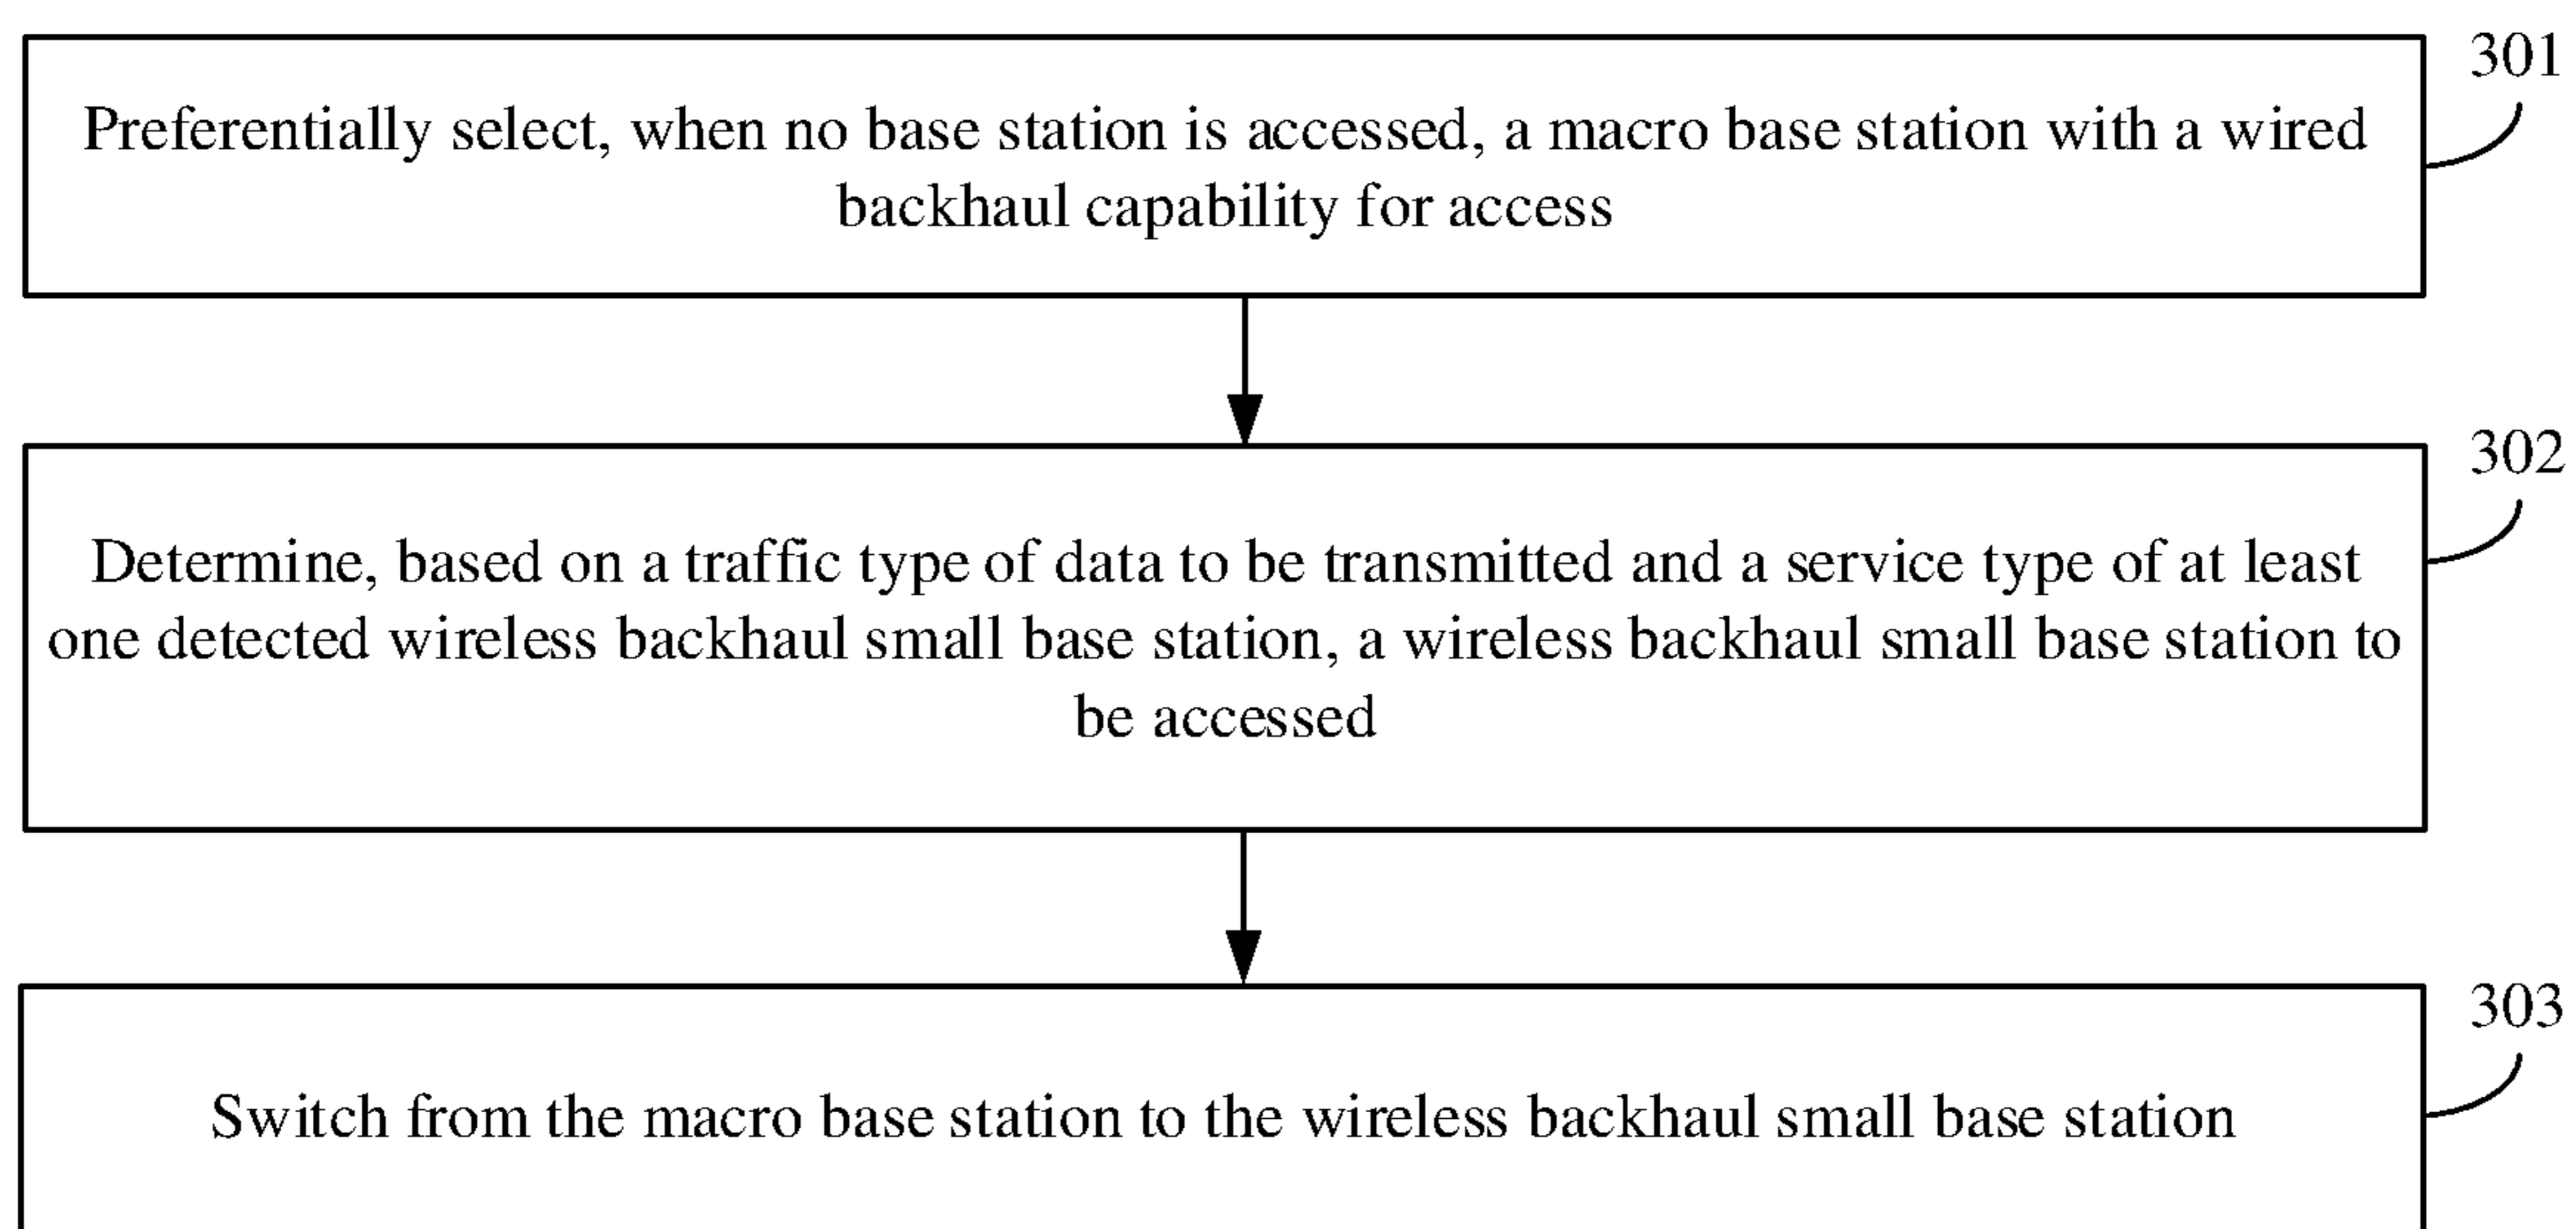 301
Preferentially select, when no base station is accessed, a macro base station with a wired
backhaul capability for access
302
Determine, based on a traffic type of data to be transmitted and a service type of at least
one detected wireless backhaul small base station, a wireless backhaul small base station to
be accessed
303
Switch from the macro base station to the wireless backhaul small base station